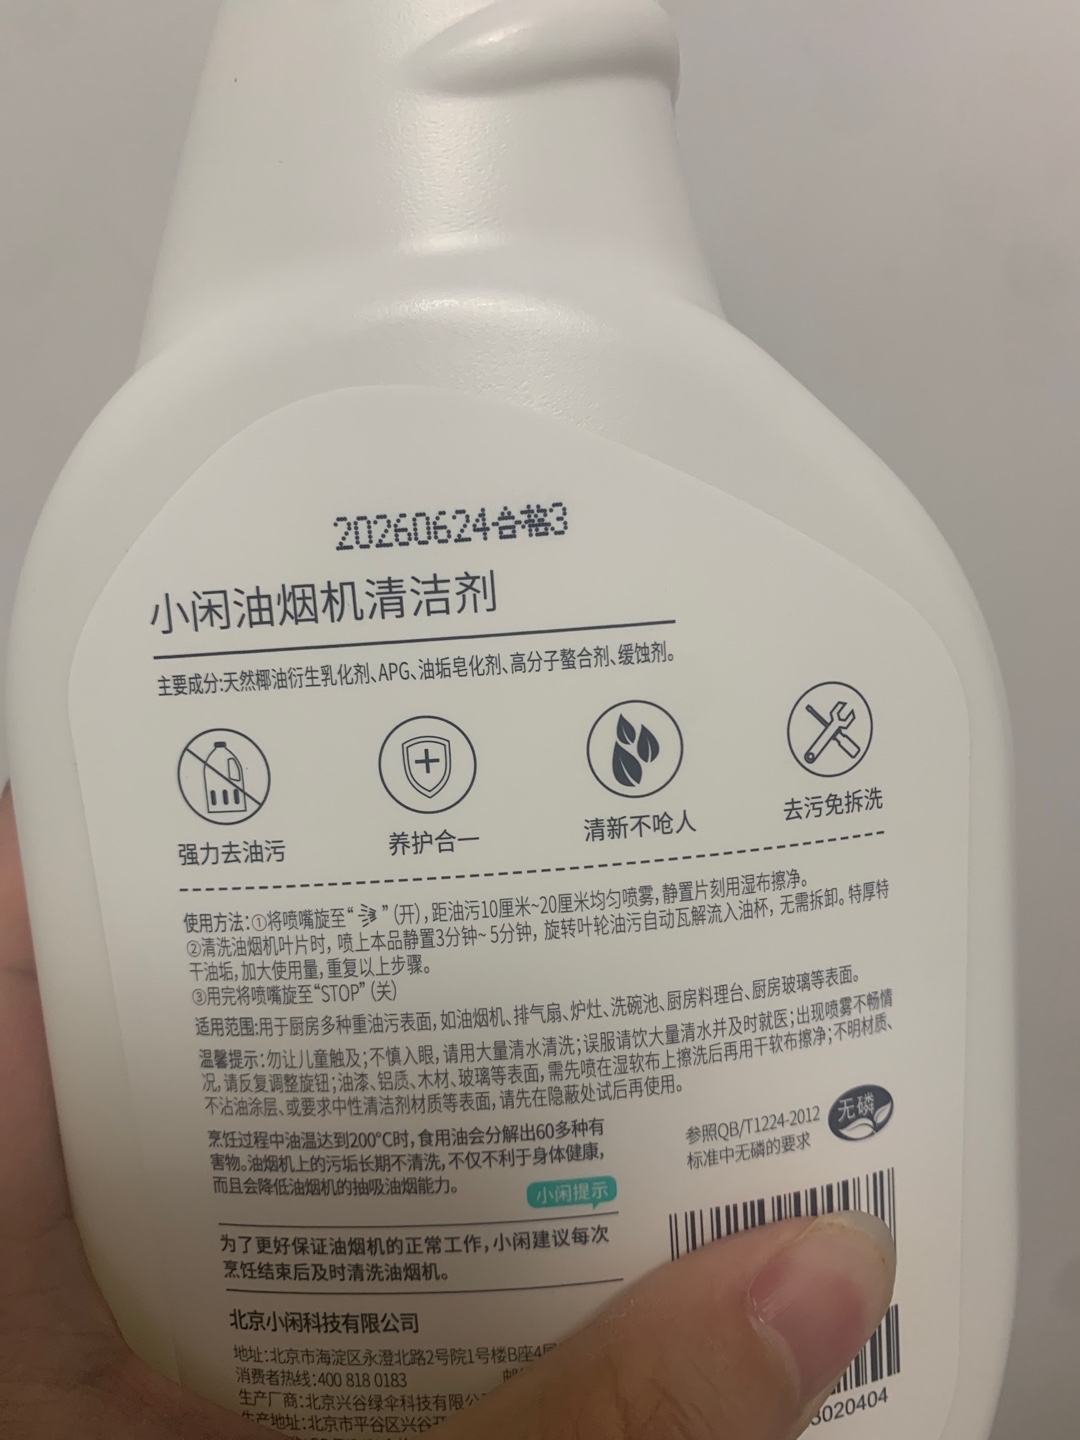 20260624合格3
小闲油烟机清洁剂
主要成分:天然椰油衍生乳化剂、APG、油垢皂化剂、高分子螯合剂、缓蚀剂。
强力去油污
养护合一
清新不呛人
去污免拆洗
使用方法:①将喷嘴旋至“ ”(开),距油污10厘米~20厘米均匀喷雾,静置片刻用湿布擦净。
②清洗油烟机叶片时,喷上本品静置3分钟~5分钟,旋转叶轮油污自动瓦解流入油杯,无需拆卸。特厚特
干油垢,加大使用量,重复以上步骤。
③用完将喷嘴旋至“STOP”(关)
适用范围:用于厨房多种重油污表面,如油烟机、排气扇、炉灶、洗碗池、厨房料理台、厨房玻璃等表面。
温馨提示:勿让儿童触及;不慎入眼,请用大量清水清洗;误服请饮大量清水并及时就医;出现喷雾不畅情
况,请反复调整旋钮;油漆、铝质、木材、玻璃等表面,需先喷在湿软布上擦洗后再用干软布擦净;不明材质、
不沾油涂层、或要求中性清洁剂材质等表面,请先在隐蔽处试后再使用。
烹饪过程中油温达到200°C时,食用油会分解出60多种有
害物。油烟机上的污垢长期不清洗,不仅不利于身体健康,
而且会降低油烟机的抽吸油烟能力。
小闲提示
参照QB/T1224-2012
标准中无磷的要求
无磷
为了更好保证油烟机的正常工作,小闲建议每次
烹饪结束后及时清洗油烟机。
北京小闲科技有限公司
地址:北京市海淀区永澄北路2号院1号楼B座4层
消费者热线:400 818 0183
生产厂商:北京兴谷绿伞科技有限公
生产地址:北京市平谷区兴谷开
3020404